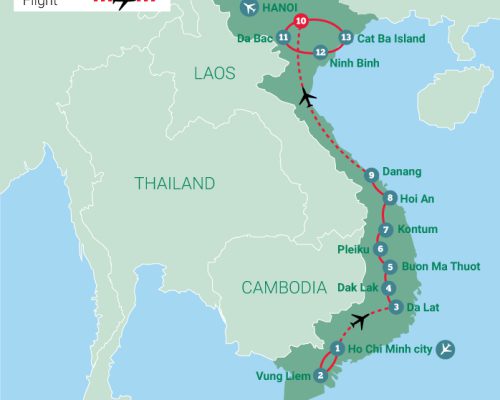 Flight
HANOI
10
Da Bac
11
13
Cat Ba Island
12
Ninh Binh
LAOS
9
Danang
THAILAND
8
Hoi An
7
Kontum
Pleiku
6
5
Buon Ma Thuot
CAMBODIA
Dak Lak
4
3
Da Lat
1
Ho Chi Minh city
Vung Liem
2